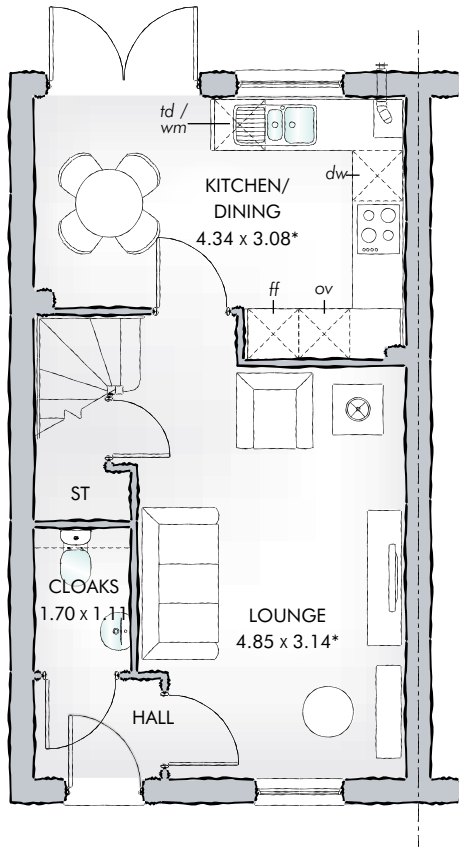 td /
wm
dw
KITCHEN/
DINING
4.34 x 3.08*
ff
ov
ST
CLOAKS
1.70 x 1.11
LOUNGE
4.85 x 3.14*
HALL